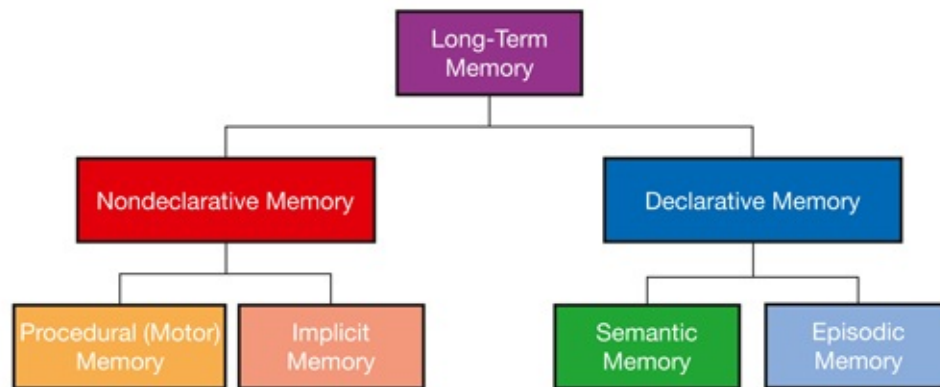 Long-Term
Memory
Nondeclarative Memory
Declarative Memory
Procedural (Motor)
Memory
Implicit
Memory
Semantic
Memory
Episodic
Memory